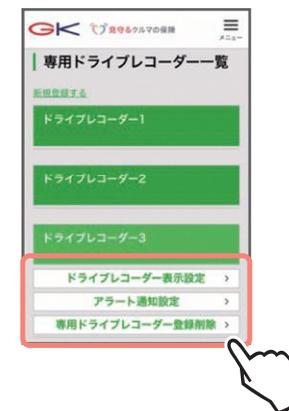 GK 見守るクルマの保険
メニュー
専用ドライブレコーダー一覧
新規登録する
ドライブレコーダー1
ドライブレコーダー2
ドライブレコーダー3
ドライブレコーダー表示設定 >
アラート通知設定 >
専用ドライブレコーダー登録削除 >